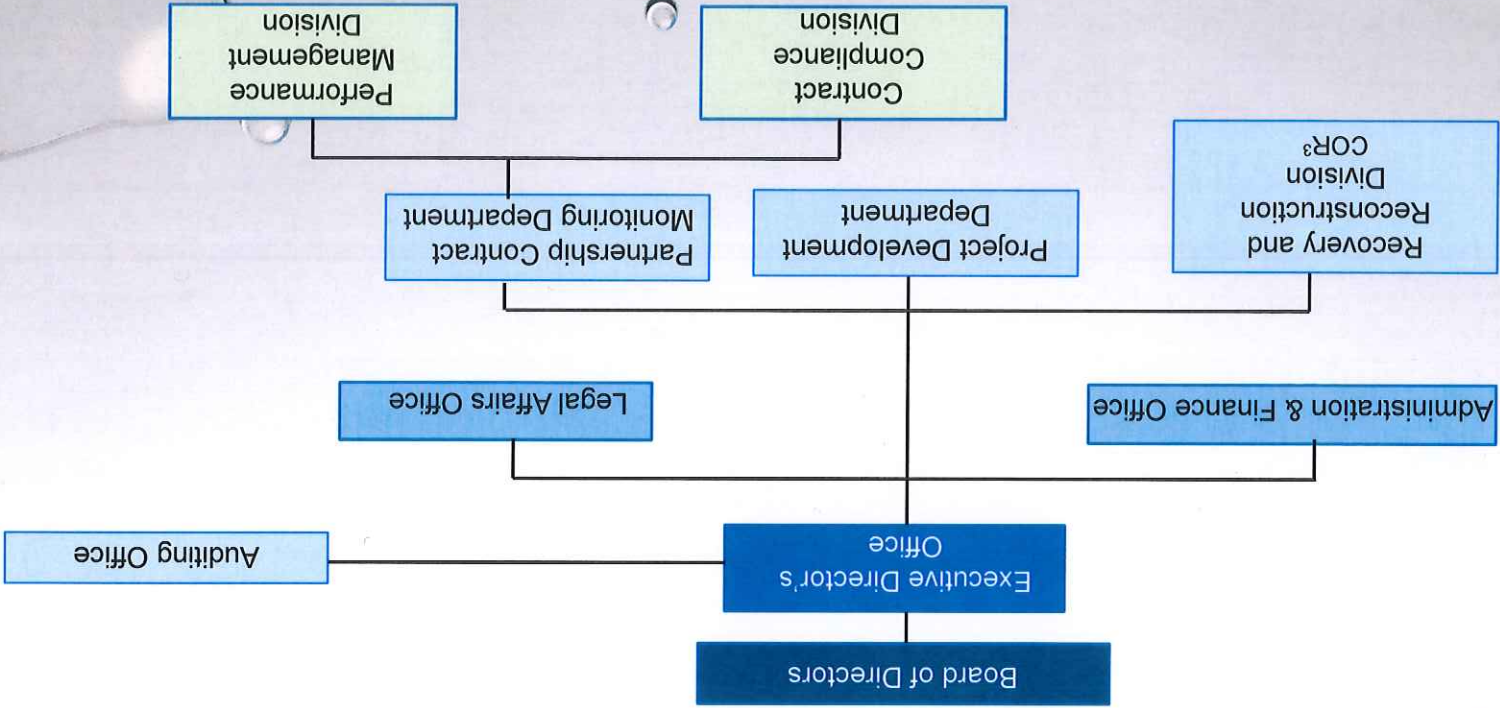 Board of Directors
Executive Director's
Office
Auditing Office
Administration & Finance Office
Legal Affairs Office
Recovery and
Reconstruction
Division
COR³
Project Development
Department
Partnership Contract
Monitoring Department
Contract
Compliance
Division
Performance
Management
Division